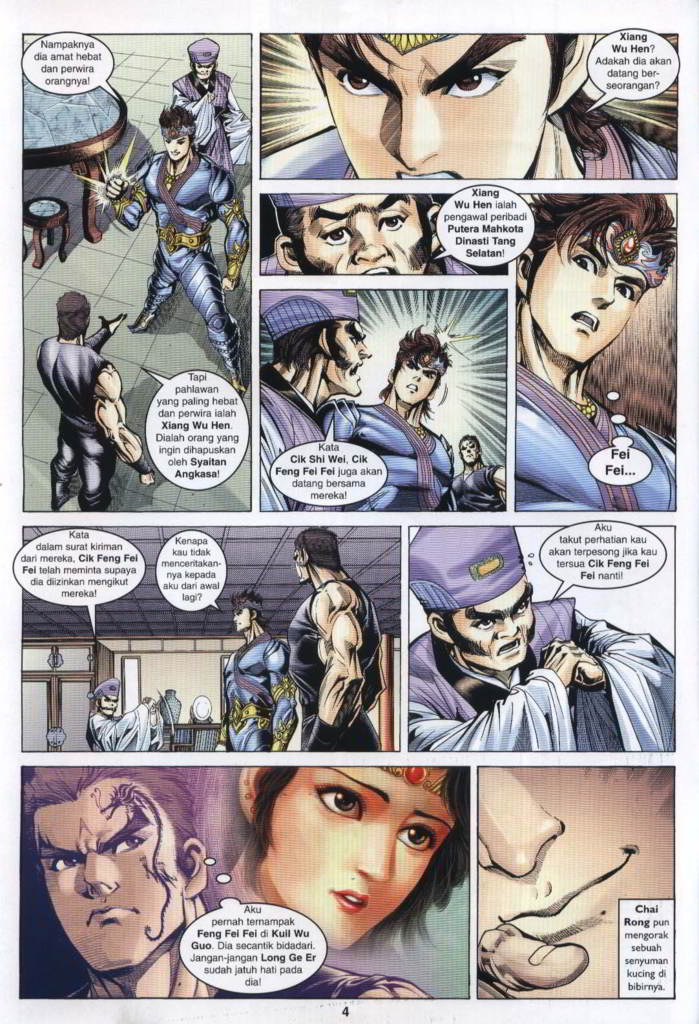 Nampaknya
dia amat hebat
dan perwira
orangnya!
Tapi
pahlawan
yang paling hebat
dan perwira ialah
Xiang Wu Hen.
Dialah orang yang
ingin dihapuskan
oleh Syaitan
Angkasa!
Xiang
Wu Hen?
Adakah dia akan
datang ber-
seorangan?
Xiang
Wu Hen ialah
pengawal peribadi
Putera Mahkota
Dinasti Tang
Selatan!
Kata
Cik Shi Wei, Cik
Feng Fei Fei juga akan
datang bersama
mereka!
Fei
Fei...
Kata
dalam surat kiriman
dari mereka, Cik Feng Fei
Fei telah meminta supaya
dia diizinkan mengikut
mereka!
Kenapa
kau tidak
menceritakan-
nya kepada
aku dari awal
lagi?
Aku
takut perhatian kau
akan terpesong jika kau
tersua Cik Feng Fei
Fei nanti!
Aku
pernah ternampak
Feng Fei Fei di Kuil Wu
Guo. Dia secantik bidadari.
Jangan-jangan Long Ge Er
sudah jatuh hati pada
dia!
Chai
Rong pun
mengorak
sebuah
senyuman
kucing di
bibirnya.
4